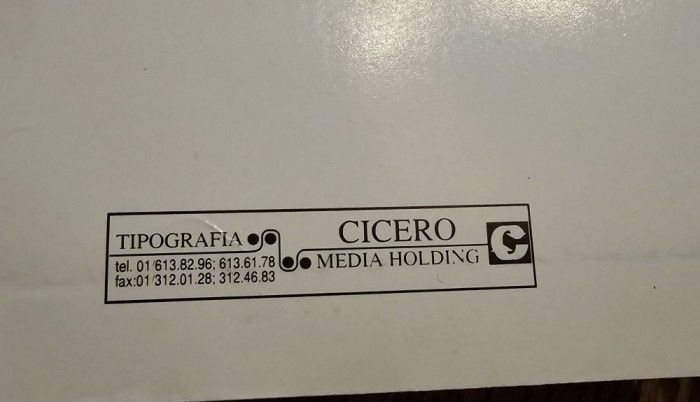 TIPOGRAFIA
tel. 01/613.82.96; 613.61.78
fax:01/312.01.28; 312.46.83
CICERO
MEDIA HOLDING